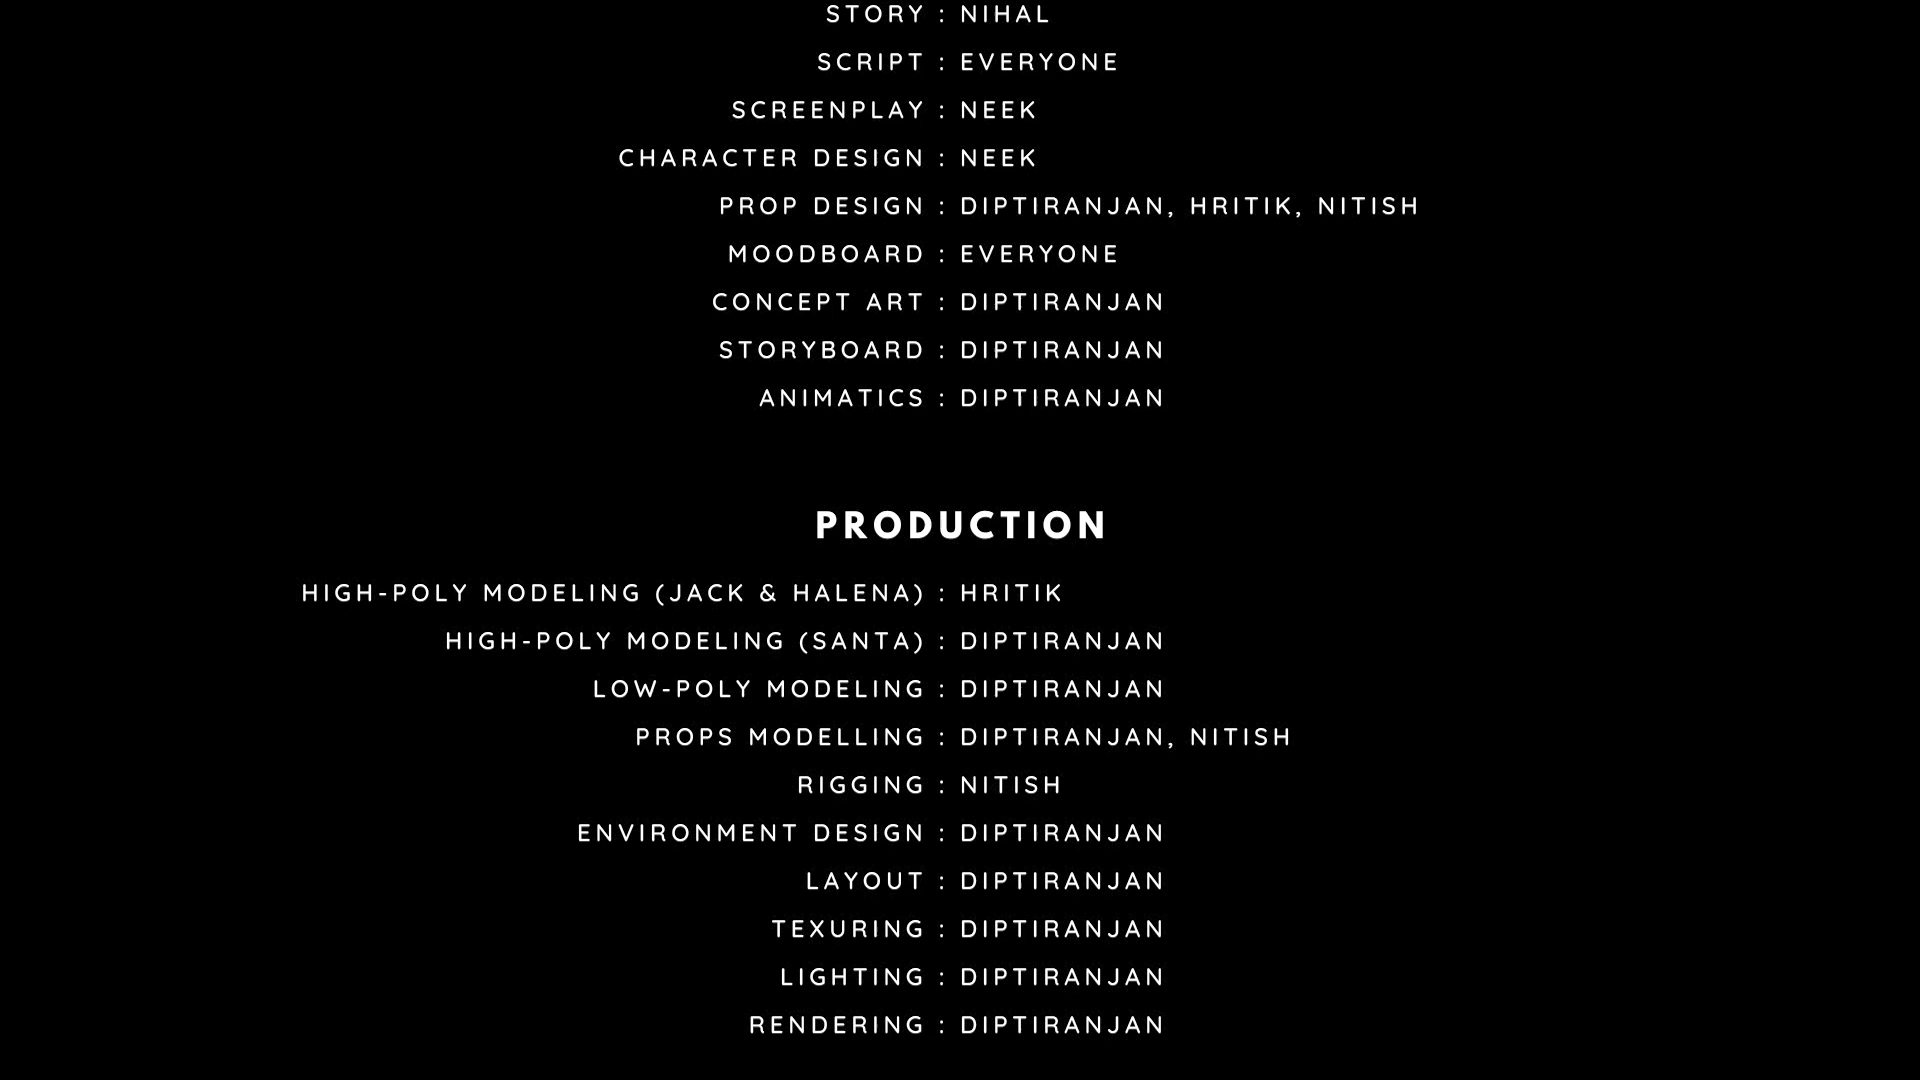 STORY : NIHAL
SCRIPT : EVERYONE
SCREENPLAY : NEEK
CHARACTER DESIGN : NEEK
PROP DESIGN : DIPTIRANJAN, HRITIK, NITISH
MOODBOARD : EVERYONE
CONCEPT ART : DIPTIRANJAN
STORYBOARD : DIPTIRANJAN
ANIMATICS : DIPTIRANJAN
PRODUCTION
HIGH-POLY MODELING (JACK & HALENA) : HRITIK
HIGH-POLY MODELING (SANTA) : DIPTIRANJAN
LOW-POLY MODELING : DIPTIRANJAN
PROPS MODELLING : DIPTIRANJAN, NITISH
RIGGING : NITISH
ENVIRONMENT DESIGN : DIPTIRANJAN
LAYOUT : DIPTIRANJAN
TEXURING : DIPTIRANJAN
LIGHTING : DIPTIRANJAN
RENDERING : DIPTIRANJAN